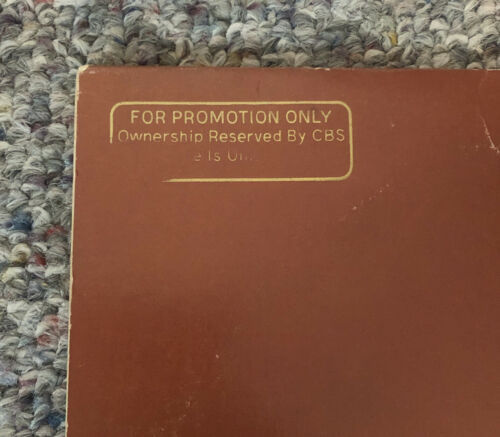 FOR PROMOTION ONLY
Ownership Reserved By CBS
Is